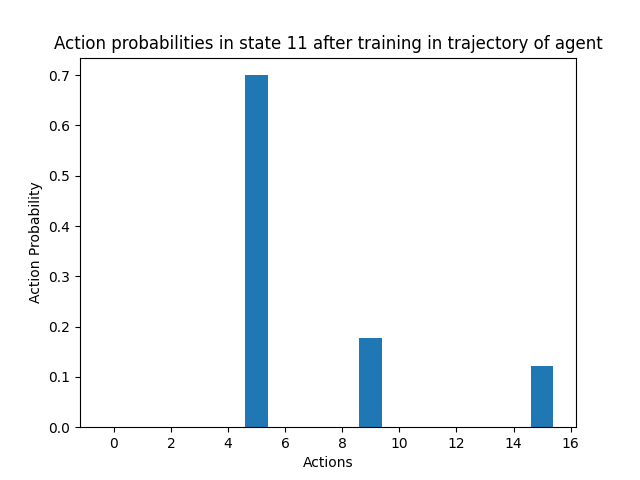 Action probabilities in state 11 after training in trajectory of agent
0.7
0.6
0.5
0.4
0.3
0.2
0.1
0.0
Action Probability
0 2 4 6 8 10 12 14 16
Actions